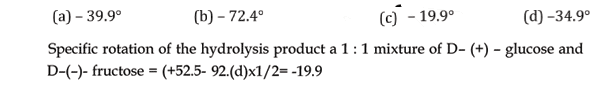 (a) – 39.9° (b) – 72.4° (c) – 19.9° (d) –34.9°
Specific rotation of the hydrolysis product a 1 : 1 mixture of D– (+) – glucose and
D–(–)- fructose = (+52.5- 92.(d)x1/2= -19.9